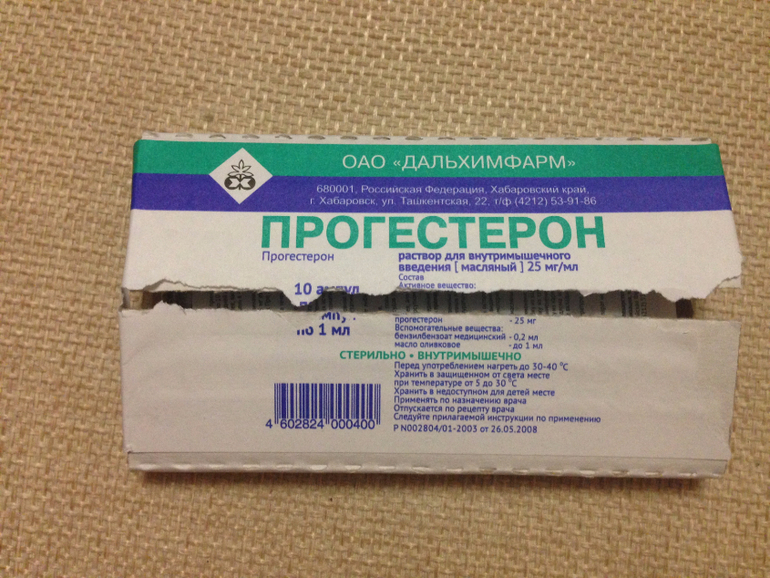 ОАО «ДАЛЬХИМФАРМ»
680001, Российская Федерация, Хабаровский край,
г. Хабаровск, ул. Ташкентская, 22, т/ф (4212) 53-91-86
ПРОГЕСТЕРОН
Прогестерон
раствор для внутримышечного
введения [ масляный ] 25 мг/мл
Состав
Активное вещество:
10 ампул
по 1 мл
прогестерон - 25 мг
Вспомогательные вещества:
бензилбензоат медицинский - 0,2 мл
масло оливковое - до 1 мл
СТЕРИЛЬНО • ВНУТРИМЫШЕЧНО
Перед употреблением нагреть до 30-40 °С
Хранить в защищенном от света месте
при температуре от 5 до 30 °С
Хранить в недоступном для детей месте
Применять по назначению врача
Отпускается по рецепту врача
Следуйте прилагаемой инструкции по применению
Р N002804/01-2003 от 26.05.2008
4 602824 000400